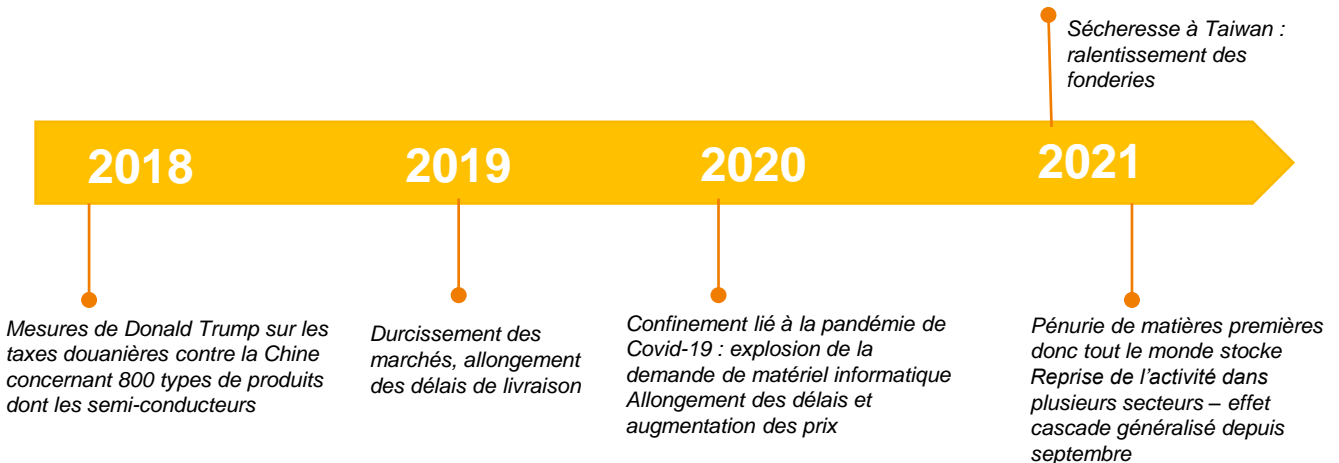 Sécheresse à Taiwan :
ralentissement des
fonderies
2018
2019
2020
2021
Mesures de Donald Trump sur les
taxes douanières contre la Chine
concernant 800 types de produits
dont les semi-conducteurs
Durcissement des
marchés, allongement
des délais de livraison
Confinement lié à la pandémie de
Covid-19 : explosion de la
demande de matériel informatique
Allongement des délais et
augmentation des prix
Pénurie de matières premières
donc tout le monde stocke
Reprise de l'activité dans
plusieurs secteurs – effet
cascade généralisé depuis
septembre